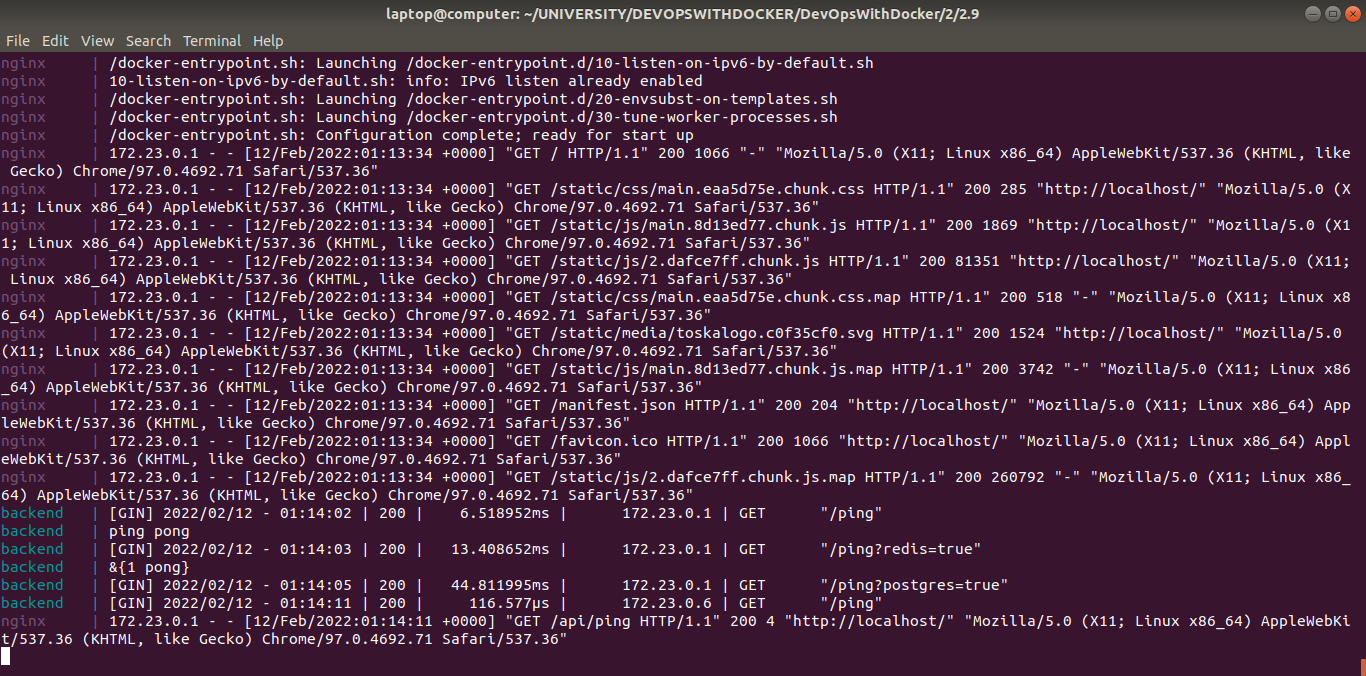 laptop@computer: ~/UNIVERSITY/DEVOPSWITHDOCKER/DevOpsWithDocker/2/2.9
File Edit View Search Terminal Help
nginx | /docker-entrypoint.sh: Launching /docker-entrypoint.d/10-listen-on-ipv6-by-default.sh
nginx | 10-listen-on-ipv6-by-default.sh: info: IPv6 listen already enabled
nginx | /docker-entrypoint.sh: Launching /docker-entrypoint.d/20-envsubst-on-templates.sh
nginx | /docker-entrypoint.sh: Launching /docker-entrypoint.d/30-tune-worker-processes.sh
nginx | /docker-entrypoint.sh: Configuration complete; ready for start up
nginx | 172.23.0.1 - - [12/Feb/2022:01:13:34 +0000] "GET / HTTP/1.1" 200 1066 "-" "Mozilla/5.0 (X11; Linux x86_64) AppleWebKit/537.36 (KHTML, like
Gecko) Chrome/97.0.4692.71 Safari/537.36"
nginx | 172.23.0.1 - - [12/Feb/2022:01:13:34 +0000] "GET /static/css/main.eaa5d75e.chunk.css HTTP/1.1" 200 285 "http://localhost/" "Mozilla/5.0 (X
11; Linux x86_64) AppleWebKit/537.36 (KHTML, like Gecko) Chrome/97.0.4692.71 Safari/537.36"
nginx | 172.23.0.1 - - [12/Feb/2022:01:13:34 +0000] "GET /static/js/main.8d13ed77.chunk.js HTTP/1.1" 200 1869 "http://localhost/" "Mozilla/5.0 (X1
1; Linux x86_64) AppleWebKit/537.36 (KHTML, like Gecko) Chrome/97.0.4692.71 Safari/537.36"
nginx | 172.23.0.1 - - [12/Feb/2022:01:13:34 +0000] "GET /static/js/2.dafce7ff.chunk.js HTTP/1.1" 200 81351 "http://localhost/" "Mozilla/5.0 (X11;
Linux x86_64) AppleWebKit/537.36 (KHTML, like Gecko) Chrome/97.0.4692.71 Safari/537.36"
nginx | 172.23.0.1 - - [12/Feb/2022:01:13:34 +0000] "GET /static/css/main.eaa5d75e.chunk.css.map HTTP/1.1" 200 518 "-" "Mozilla/5.0 (X11; Linux x8
6_64) AppleWebKit/537.36 (KHTML, like Gecko) Chrome/97.0.4692.71 Safari/537.36"
nginx | 172.23.0.1 - - [12/Feb/2022:01:13:34 +0000] "GET /static/media/toskalogo.c0f35cf0.svg HTTP/1.1" 200 1524 "http://localhost/" "Mozilla/5.0
(X11; Linux x86_64) AppleWebKit/537.36 (KHTML, like Gecko) Chrome/97.0.4692.71 Safari/537.36"
nginx | 172.23.0.1 - - [12/Feb/2022:01:13:34 +0000] "GET /static/js/main.8d13ed77.chunk.js.map HTTP/1.1" 200 3742 "-" "Mozilla/5.0 (X11; Linux x86
_64) AppleWebKit/537.36 (KHTML, like Gecko) Chrome/97.0.4692.71 Safari/537.36"
nginx | 172.23.0.1 - - [12/Feb/2022:01:13:34 +0000] "GET /manifest.json HTTP/1.1" 200 204 "http://localhost/" "Mozilla/5.0 (X11; Linux x86_64) App
leWebKit/537.36 (KHTML, like Gecko) Chrome/97.0.4692.71 Safari/537.36"
nginx | 172.23.0.1 - - [12/Feb/2022:01:13:34 +0000] "GET /favicon.ico HTTP/1.1" 200 1066 "http://localhost/" "Mozilla/5.0 (X11; Linux x86_64) Appl
eWebKit/537.36 (KHTML, like Gecko) Chrome/97.0.4692.71 Safari/537.36"
nginx | 172.23.0.1 - - [12/Feb/2022:01:13:34 +0000] "GET /static/js/2.dafce7ff.chunk.js.map HTTP/1.1" 200 260792 "-" "Mozilla/5.0 (X11; Linux x86_
64) AppleWebKit/537.36 (KHTML, like Gecko) Chrome/97.0.4692.71 Safari/537.36"
backend | [GIN] 2022/02/12 - 01:14:02 | 200 | 6.518952ms | 172.23.0.1 | GET "/ping"
backend | ping pong
backend | [GIN] 2022/02/12 - 01:14:03 | 200 | 13.408652ms | 172.23.0.1 | GET "/ping?redis=true"
backend | &{1 pong}
backend | [GIN] 2022/02/12 - 01:14:05 | 200 | 44.811995ms | 172.23.0.1 | GET "/ping?postgres=true"
backend | [GIN] 2022/02/12 - 01:14:11 | 200 | 116.577µs | 172.23.0.6 | GET "/ping"
nginx | 172.23.0.1 - - [12/Feb/2022:01:14:11 +0000] "GET /api/ping HTTP/1.1" 200 4 "http://localhost/" "Mozilla/5.0 (X11; Linux x86_64) AppleWebKi
t/537.36 (KHTML, like Gecko) Chrome/97.0.4692.71 Safari/537.36"